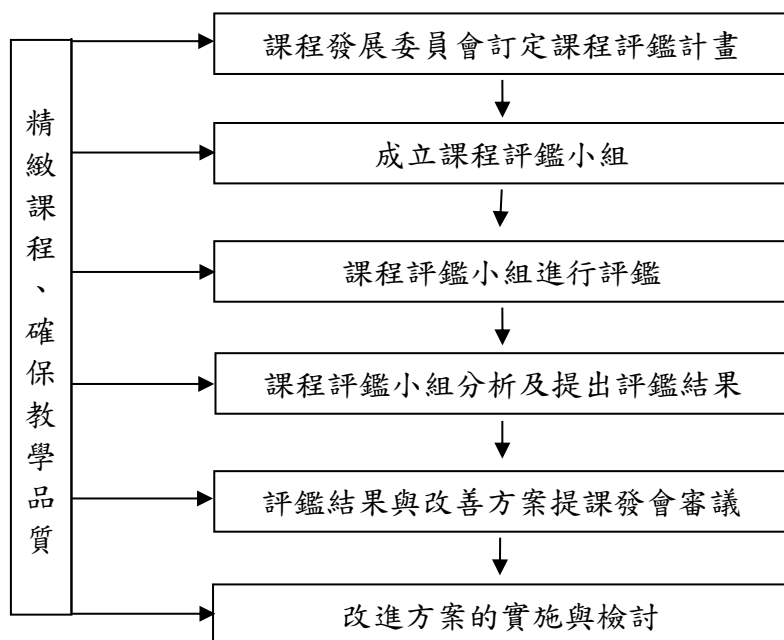 精緻課程、確保教學品質
課程發展委員會訂定課程評鑑計畫
成立課程評鑑小組
課程評鑑小組進行評鑑
課程評鑑小組分析及提出評鑑結果
評鑑結果與改善方案提課發會審議
改進方案的實施與檢討